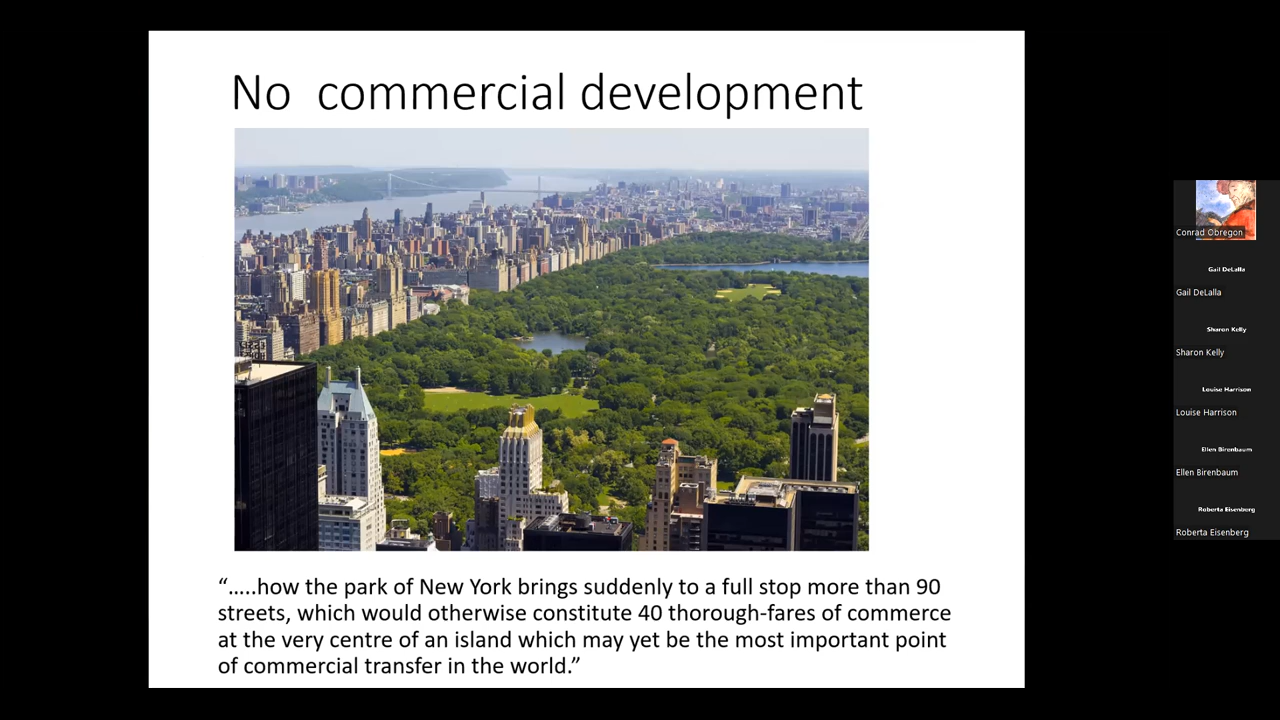 No  commercial development
“…..how the park of New York brings suddenly to a full stop more than 90
streets, which would otherwise constitute 40 thorough-fares of commerce
at the very centre of an island which may yet be the most important point
of commercial transfer in the world.”
Conrad Obregon
Gail DeLalla
Gail DeLalla
Sharon Kelly
Sharon Kelly
Louise Harrison
Louise Harrison
Ellen Birenbaum
Ellen Birenbaum
Roberta Eisenberg
Roberta Eisenberg